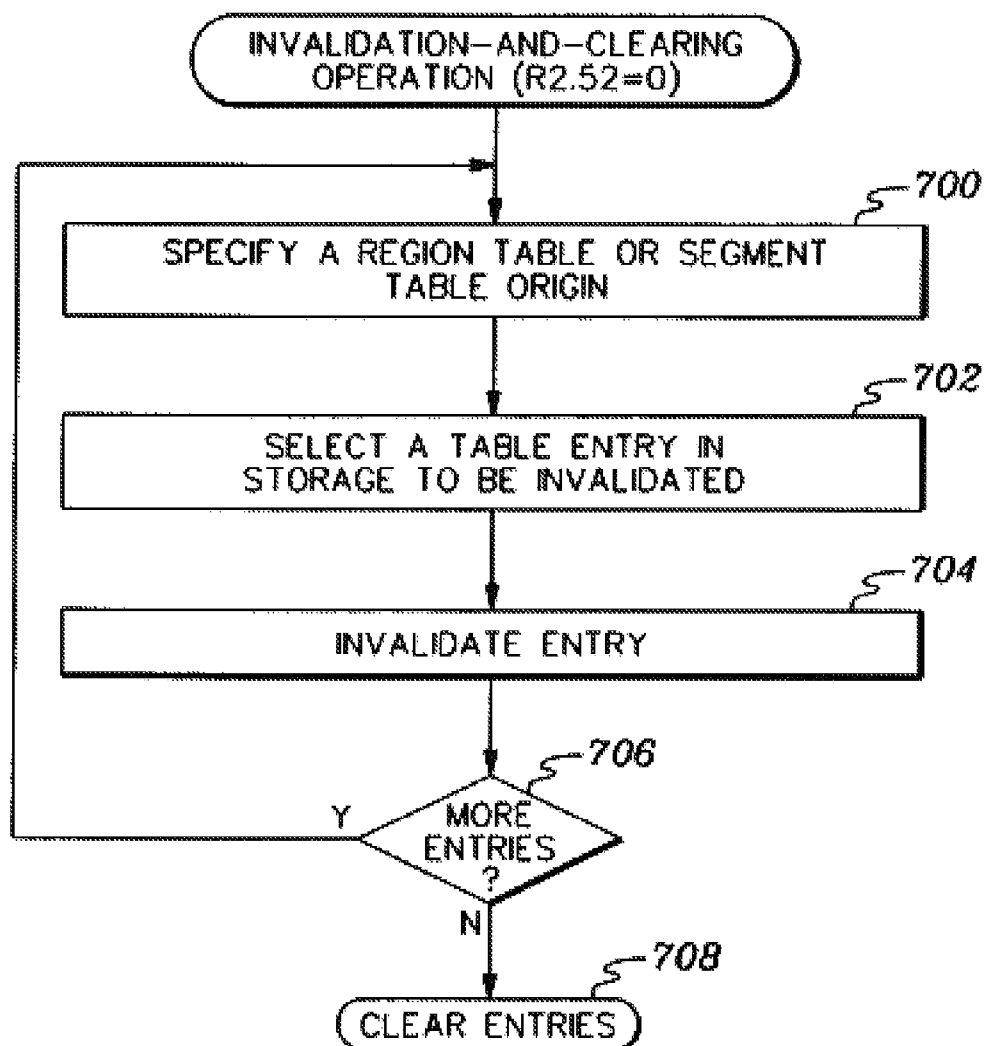 INVALIDATION-AND-CLEARING
OPERATION (R2.52=0)
700
SPECIFY A REGION TABLE OR SEGMENT
TABLE ORIGIN
702
SELECT A TABLE ENTRY IN
STORAGE TO BE INVALIDATED
704
INVALIDATE ENTRY
706
Y
MORE
ENTRIES
?
N
708
CLEAR ENTRIES